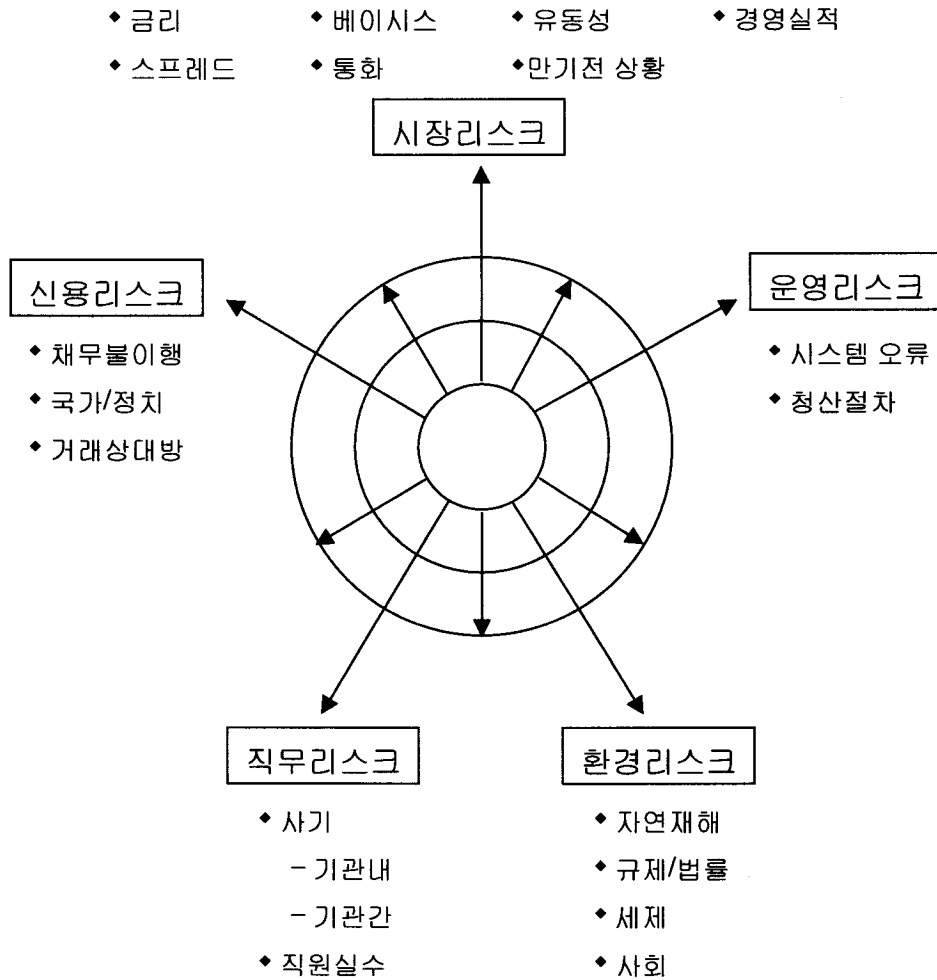 ◆ 금리 ◆ 베이시스 ◆ 유동성 ◆ 경영실적
◆ 스프레드 ◆ 통화 ◆ 만기전 상황
시장리스크
신용리스크
◆ 채무불이행
◆ 국가/정치
◆ 거래상대방
운영리스크
◆ 시스템 오류
◆ 청산절차
직무리스크
◆ 사기
– 기관내
– 기관간
◆ 직원실수
환경리스크
◆ 자연재해
◆ 규제/법률
◆ 세제
◆ 사회